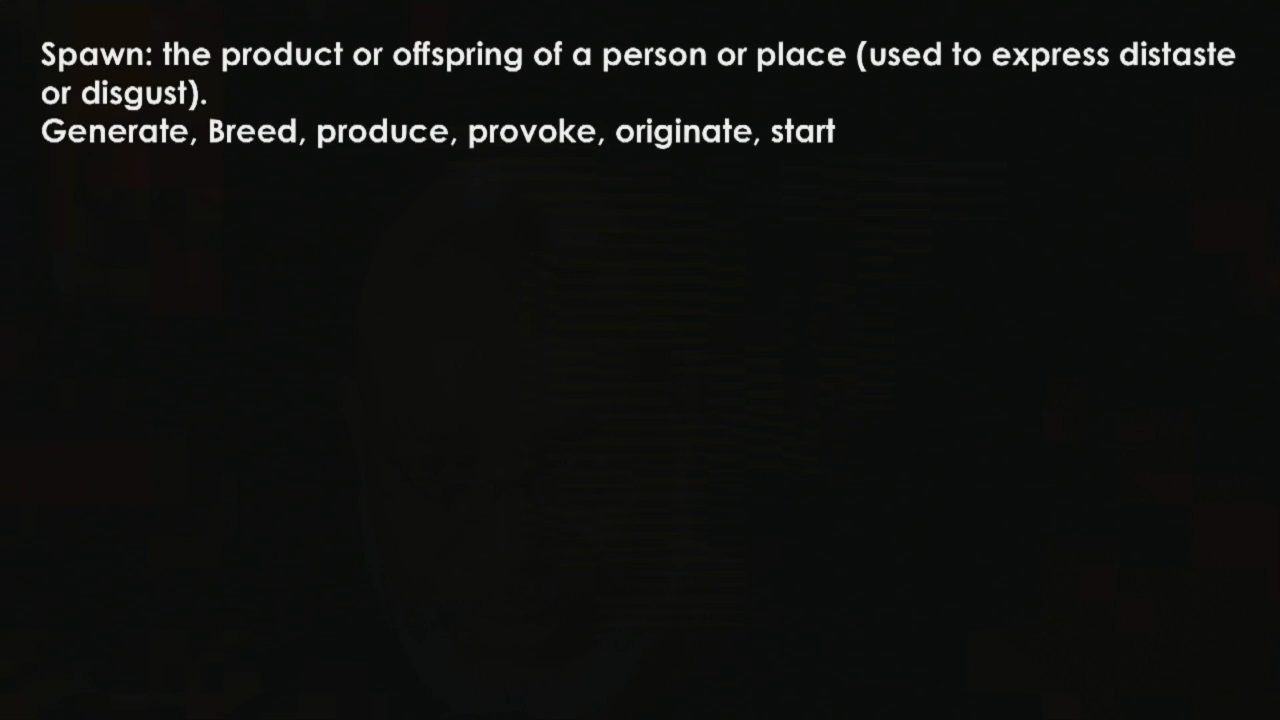 Spawn: the product or offspring of a person or place (used to express distaste
or disgust).
Generate, Breed, produce, provoke, originate, start